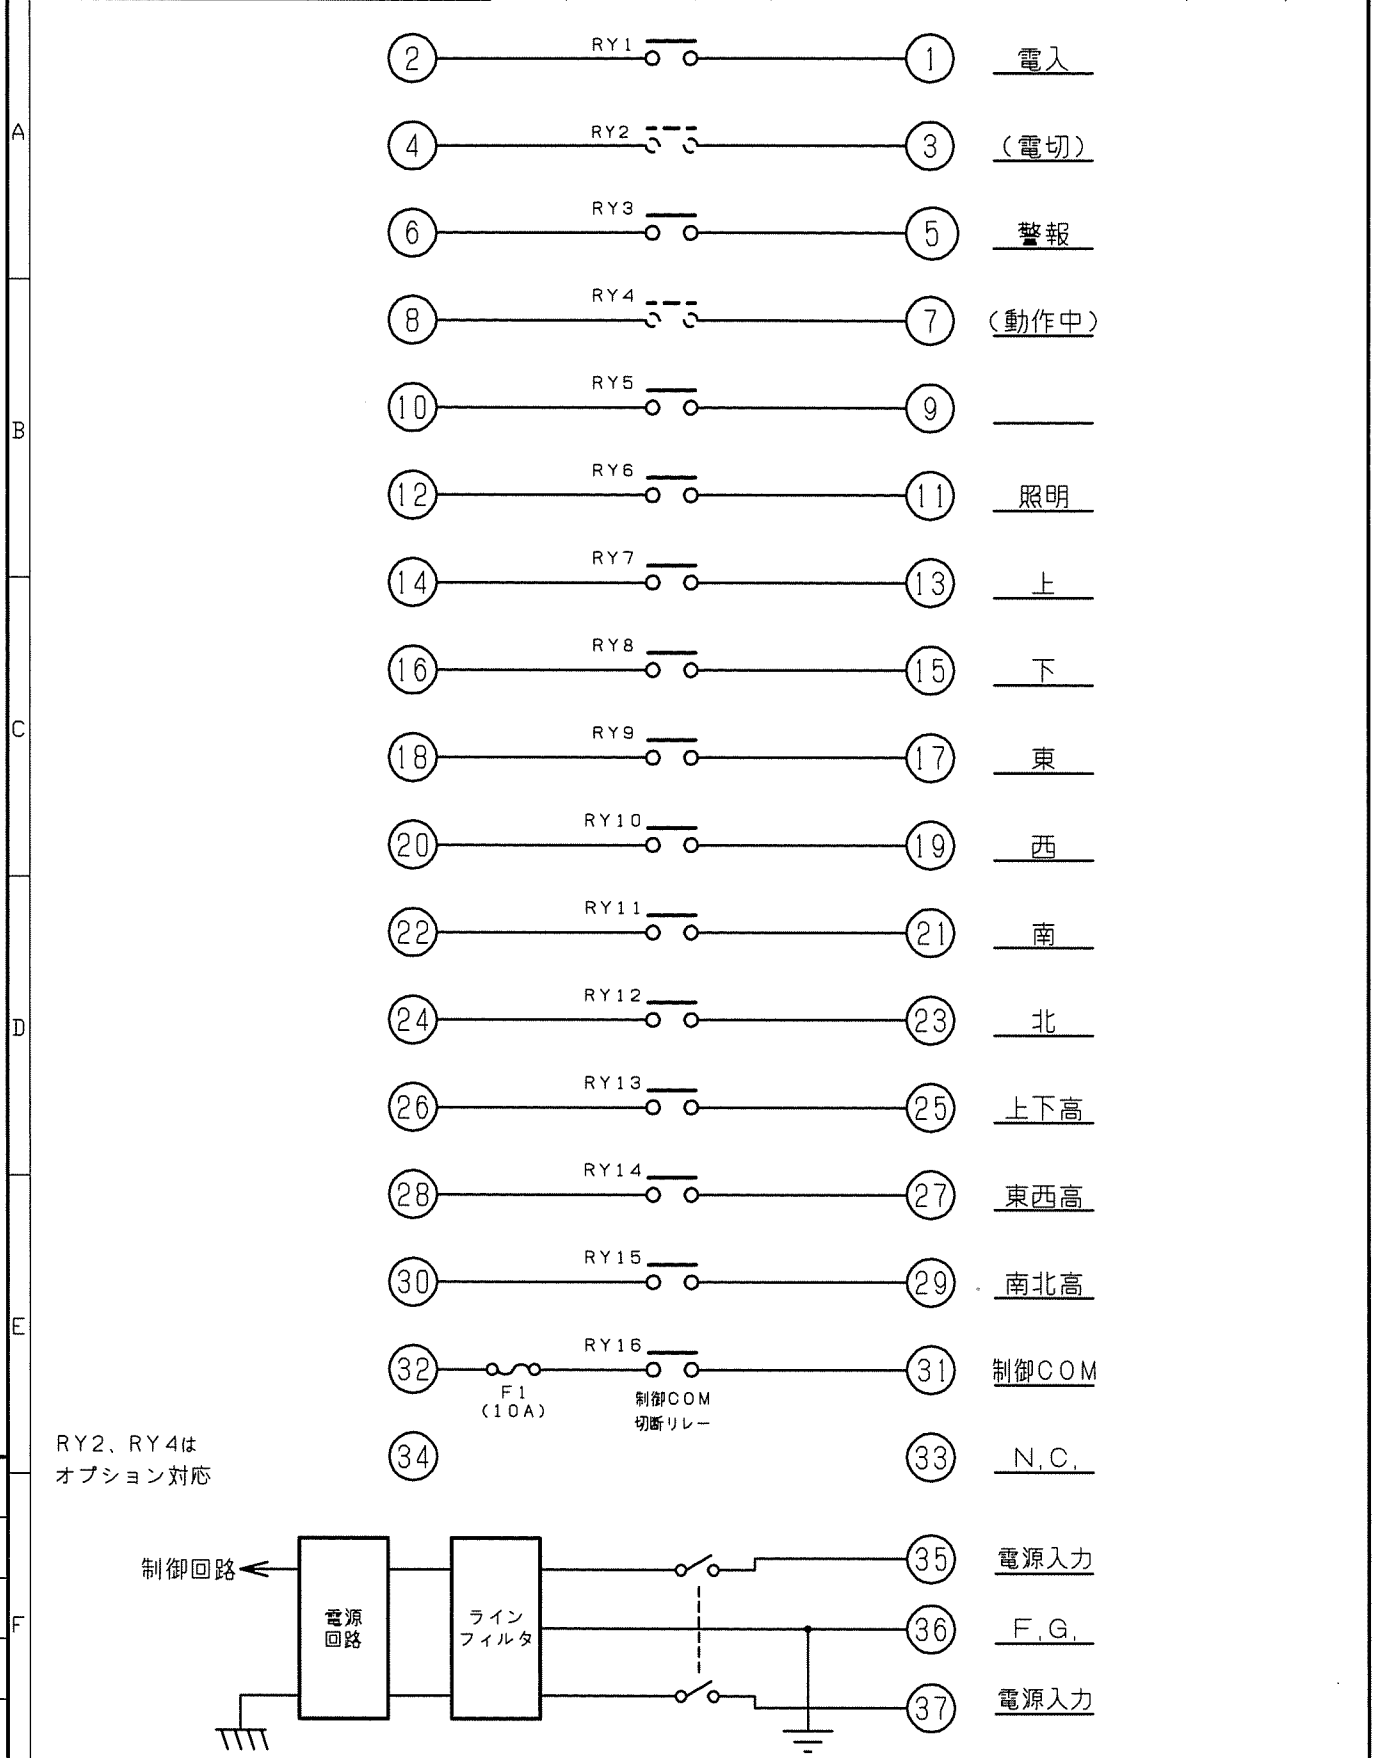 2 RY1 1 電入
A
4 RY2 3 (電切)
6 RY3 5 警報
8 RY4 7 (動作中)
10 RY5 9
B
12 RY6 11 照明
14 RY7 13 上
16 RY8 15 下
C
18 RY9 17 東
20 RY10 19 西
22 RY11 21 南
24 RY12 23 北
D
26 RY13 25 上下高
28 RY14 27 東西高
30 RY15 29 南北高
E
32 RY16 31 制御COM
F1
(10A)
制御COM
切断リレー
RY2、RY4は
オプション対応
34 33 N.C.
35 電源入力
制御回路
電源
回路
ライン
フィルタ
F
36 F.G.
37 電源入力